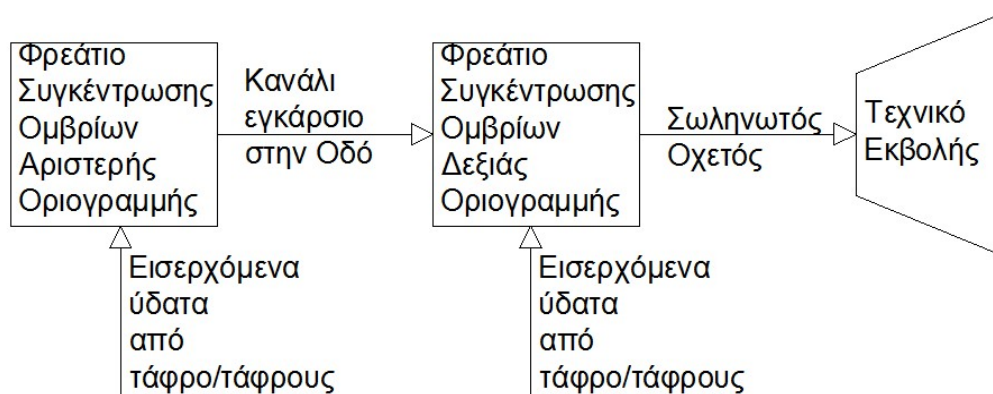 Φρεάτιο
Συγκέντρωσης
Ομβρίων
Αριστερής
Οριογραμμής
Κανάλι
εγκάρσιο
στην Οδό
Φρεάτιο
Συγκέντρωσης
Ομβρίων
Δεξιάς
Οριογραμμής
Σωληνωτός
Οχετός
Τεχνικό
Εκβολής
Εισερχόμενα
ύδατα
από
τάφρο/τάφρους
Εισερχόμενα
ύδατα
από
τάφρο/τάφρους